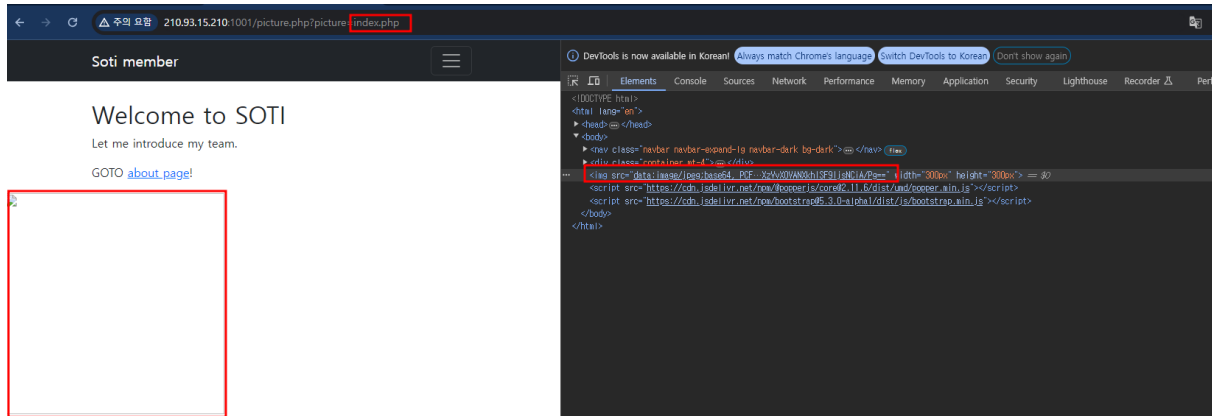 주의 요함 210.93.15.210:1001/picture.php?picture=index.php
Soti member
Welcome to SOTI
Let me introduce my team.
GOTO about page!
DevTools is now available in Korean! Always match Chrome's language Switch DevTools to Korean Don't show again
Elements Console Sources Network Performance Memory Application Security Lighthouse Recorder Per
<!DOCTYPE html>
<html lang="en">
<head> </head>
<body>
<nav class="navbar navbar-expand-lg navbar-dark bg-dark"> </nav> flex
<div class="container mt-4"> </div>
<img src="data:image/jpeg;base64, width="300px" height="300px"> == $0
<script src="https://cdn.jsdelivr.net/npm/@popperjs/core@2.11.6/dist/umd/popper.min.js"></script>
<script src="https://cdn.jsdelivr.net/npm/bootstrap@5.3.0-alpha1/dist/js/bootstrap.min.js"></script>
</body>
</html>